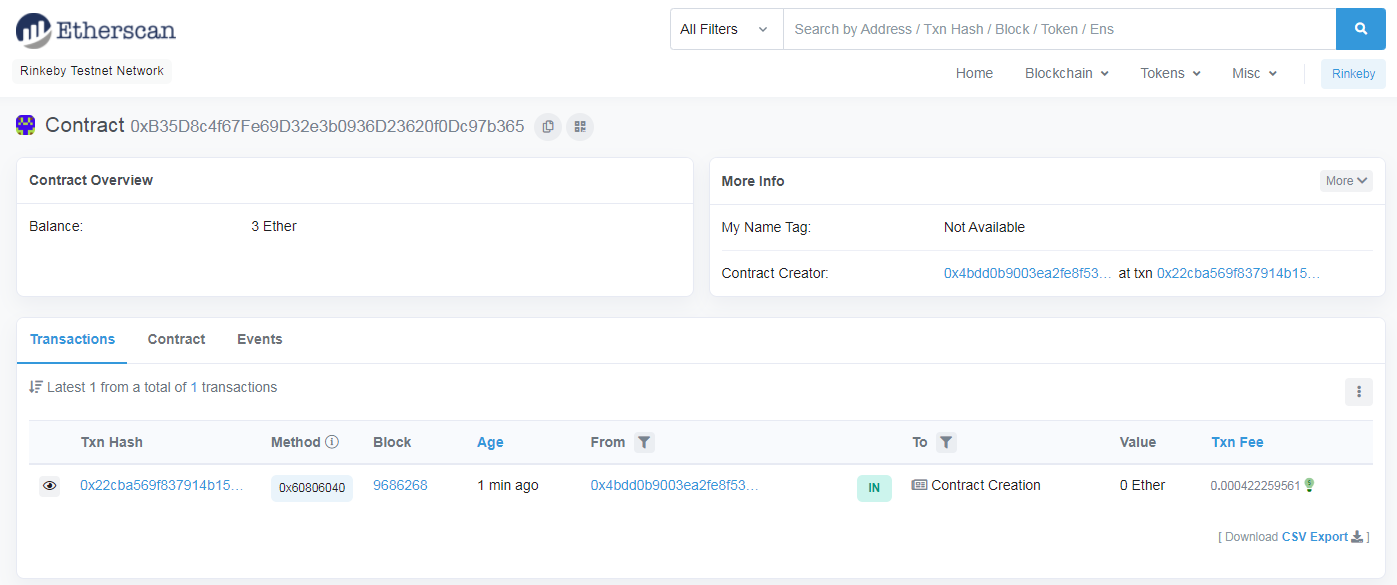 Etherscan
All Filters
Search by Address / Txn Hash / Block / Token / Ens
Rinkeby Testnet Network
Home Blockchain Tokens Misc Rinkeby
Contract 0xB35D8c4f67Fe69D32e3b0936D23620f0Dc97b365
Contract Overview
Balance: 3 Ether
More Info
More
My Name Tag: Not Available
Contract Creator: 0x4bdd0b9003ea2fe8f53... at txn 0x22cba569f837914b15...
Transactions Contract Events
Latest 1 from a total of 1 transactions
Txn Hash Method Block Age From To Value Txn Fee
0x22cba569f837914b15... 0x60806040 9686268 1 min ago 0x4bdd0b9003ea2fe8f53... IN Contract Creation 0 Ether 0.000422259561
[ Download CSV Export ]